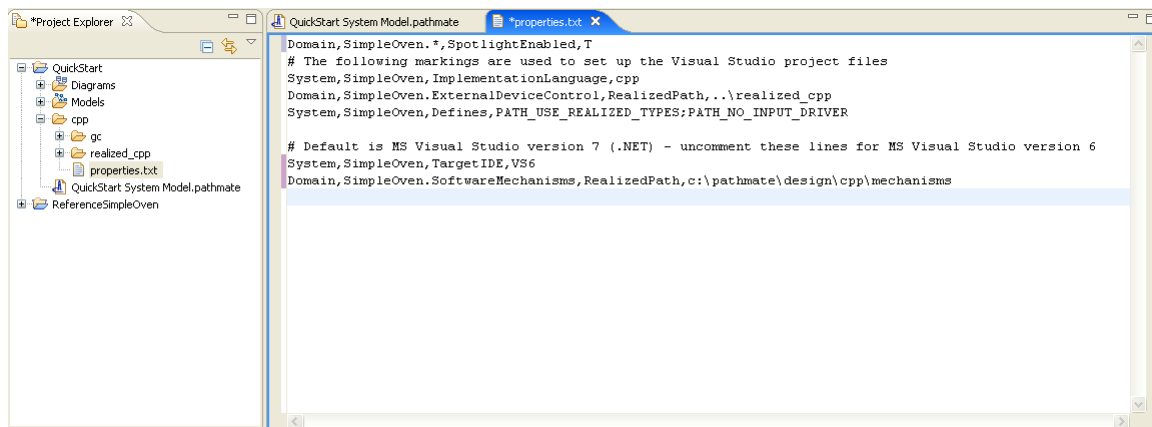 *Project Explorer
QuickStart
Diagrams
Models
cpp
gc
realized_cpp
properties.txt
QuickStart System Model.pathmate
ReferenceSimpleOven
QuickStart System Model.pathmate
*properties.txt
Domain,SimpleOven.*,SpotlightEnabled,T
# The following markings are used to set up the Visual Studio project files
System,SimpleOven,ImplementationLanguage,cpp
Domain,SimpleOven.ExternalDeviceControl,RealizedPath,..\realized_cpp
System,SimpleOven,Defines,PATH_USE_REALIZED_TYPES;PATH_NO_INPUT_DRIVER
# Default is MS Visual Studio version 7 (.NET) - uncomment these lines for MS Visual Studio version 6
System,SimpleOven,TargetIDE,VS6
Domain,SimpleOven.SoftwareMechanisms,RealizedPath,c:\pathmate\design\cpp\mechanisms